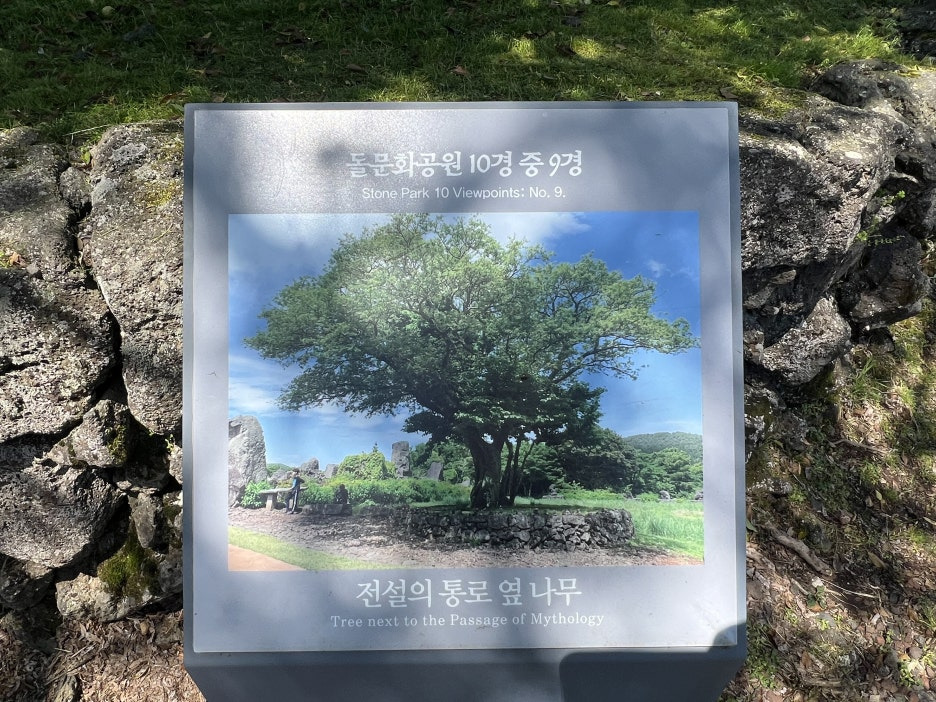 돌문화공원 10경 중 9경
Stone Park 10 Viewpoints: No. 9.
전설의 통로 옆 나무
Tree next to the Passage of Mythology